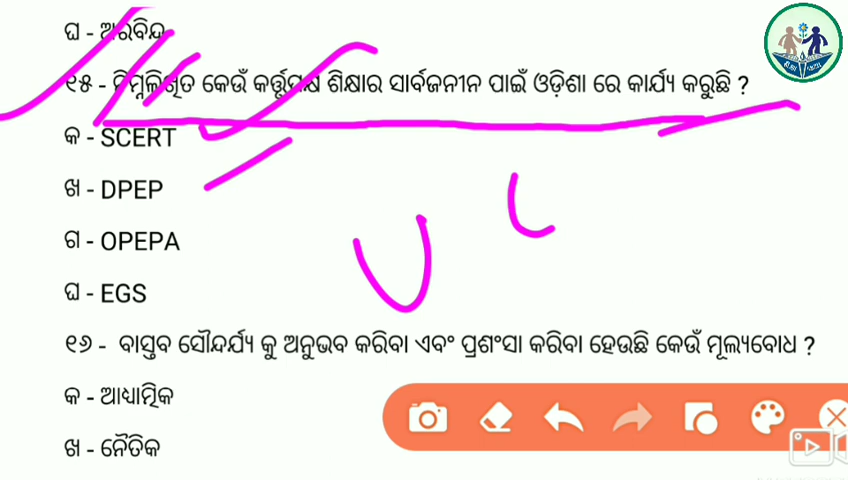 ଘ - ଅରବିନ୍ଦ
୧୫ - ନିମ୍ନଲିଖିତ କେଉଁ କର୍ତ୍ତୃପକ୍ଷ ଶିକ୍ଷାର ସାର୍ବଜନୀନ ପାଇଁ ଓଡ଼ିଶା ରେ କାର୍ଯ୍ୟ କରୁଛି ?
କ - SCERT
ଖ - DPEP
ଗ - OPEPA
ଘ - EGS
୧୬ - ବାସ୍ତବ ସୌନ୍ଦର୍ଯ୍ୟ କୁ ଅନୁଭବ କରିବା ଏବଂ ପ୍ରଶଂସା କରିବା ହେଉଛି କେଉଁ ମୂଲ୍ୟବୋଧ ?
କ - ଆଧ୍ୟାତ୍ମିକ
ଖ - ନୈତିକ